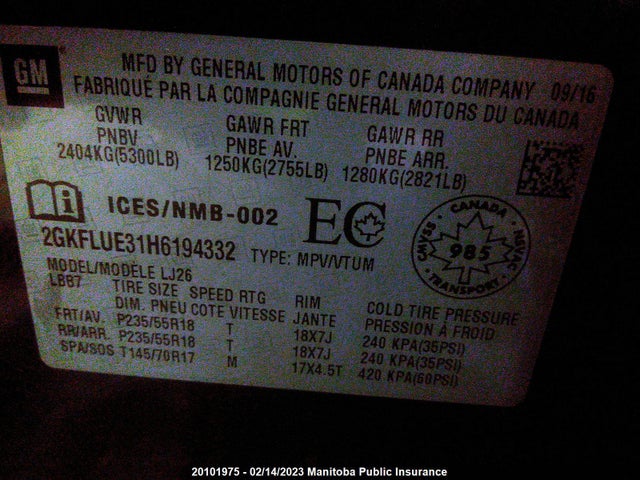 GM
MFD BY GENERAL MOTORS OF CANADA COMPANY 09/16
FABRIQUÉ PAR LA COMPAGNIE GENERAL MOTORS DU CANADA
GVWR GAWR FRT GAWR RR
PNBV PNBE AV. PNBE ARR.
2404KG(5300LB) 1250KG(2755LB) 1280KG(2821LB)
ICES/NMB-002 EC
CANADA
CMVSS 985 NSVAC
TRANSPORT
2GKFLUE31H6194332 TYPE: MPV/VTUM
MODEL/MODÈLE LJ26
LBB7 TIRE SIZE SPEED RTG RIM COLD TIRE PRESSURE
DIM. PNEU COTE VITESSE JANTE PRESSION À FROID
FRT/AV. P235/55R18 T 18X7J 240 KPA(35PSI)
RR/ARR. P235/55R18 T 18X7J 240 KPA(35PSI)
SPA/SOS T145/70R17 M 17X4.5T 420 KPA(60PSI)
20101975 - 02/14/2023 Manitoba Public Insurance